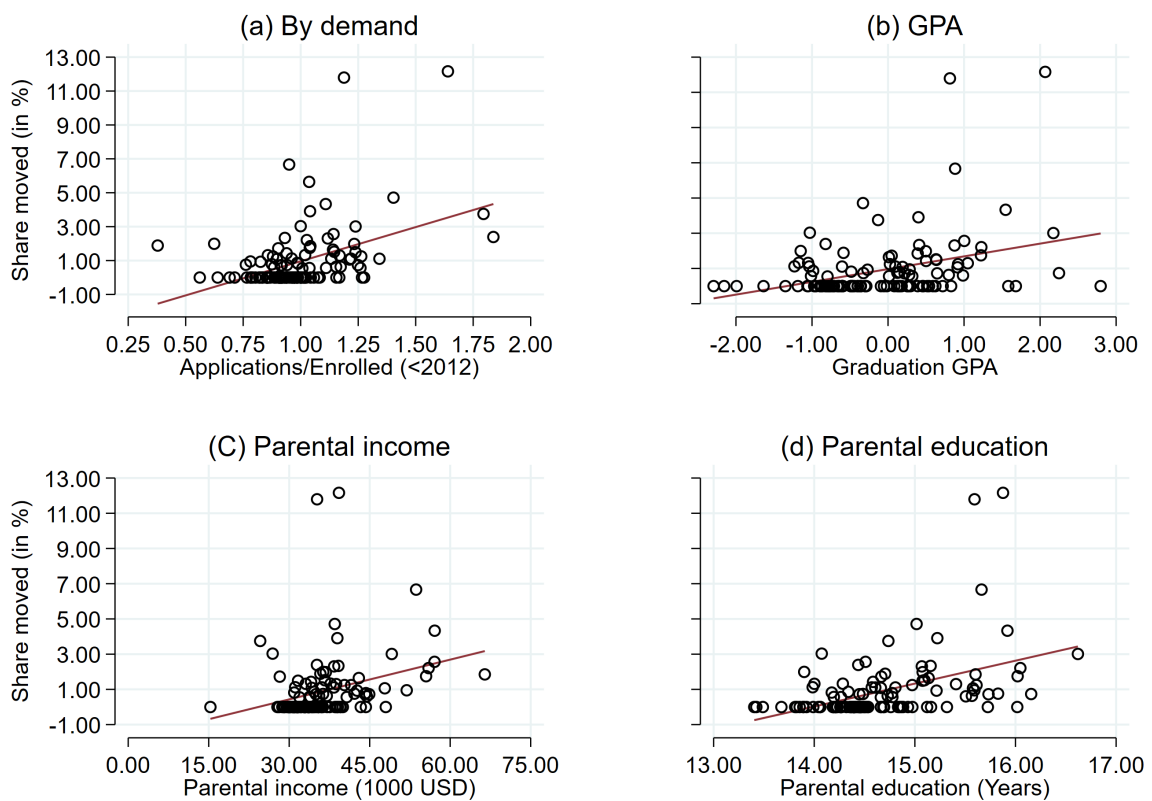 (a) By demand
(b) GPA
Share moved (in %)
13.00
11.00
9.00
7.00
5.00
3.00
1.00
-1.00
0.25 0.50 0.75 1.00 1.25 1.50 1.75 2.00
Applications/Enrolled (<2012)
-2.00 -1.00 0.00 1.00 2.00 3.00
Graduation GPA
(C) Parental income
(d) Parental education
Share moved (in %)
13.00
11.00
9.00
7.00
5.00
3.00
1.00
-1.00
0.00 15.00 30.00 45.00 60.00 75.00
Parental income (1000 USD)
13.00 14.00 15.00 16.00 17.00
Parental education (Years)